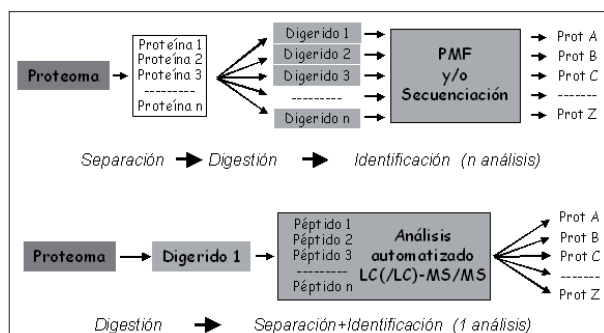 Proteoma
Proteína 1
Proteína 2
Proteína 3
---------
Proteína n
Digerido 1
Digerido 2
Digerido 3
---------
Digerido n
PMF
y/o
Secuenciación
Prot A
Prot B
Prot C
-------
Prot Z
Separación Digestión Identificación (n análisis)
Proteoma
Digerido 1
Péptido 1
Péptido 2
Péptido 3
---------
Péptido n
Análisis
automatizado
LC(/LC)-MS/MS
Prot A
Prot B
Prot C
-------
Prot Z
Digestión Separación+Identificación (1 análisis)